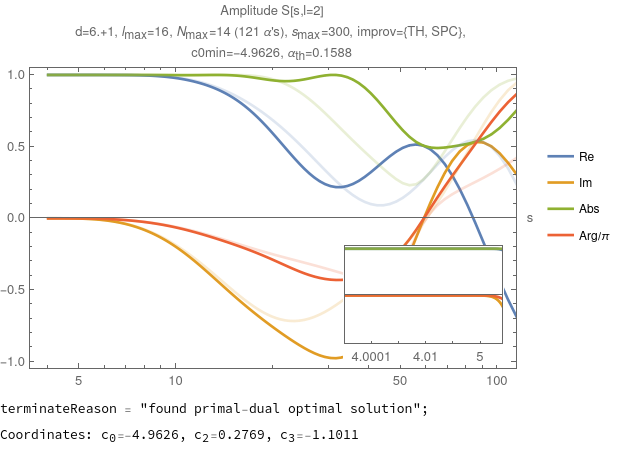 Amplitude S[s,l=2]
d=6.+1, lmax=16, Nmax=14 (121 α's), smax=300, improv={TH, SPC},
c0min=−4.9626, αth=0.1588
1.0
0.5
0.0
−0.5
−1.0
s
Re
Im
Abs
Arg/π
4.0001 4.01 5
5 10 50 100
terminateReason = "found primal-dual optimal solution";
Coordinates: c0=-4.9626, c2=0.2769, c3=-1.1011